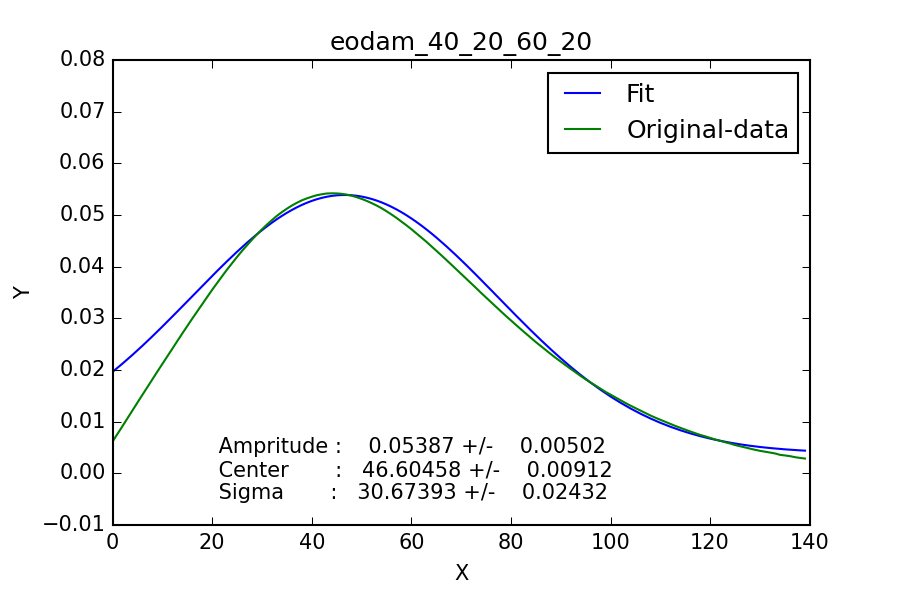 eodam_40_20_60_20
0.08
0.07
0.06
0.05
0.04
0.03
0.02
0.01
0.00
−0.01
Y
Fit
Original-data
Ampritude :    0.05387 +/-    0.00502
Center       :   46.60458 +/-    0.00912
Sigma       :   30.67393 +/-    0.02432
0 20 40 60 80 100 120 140
X